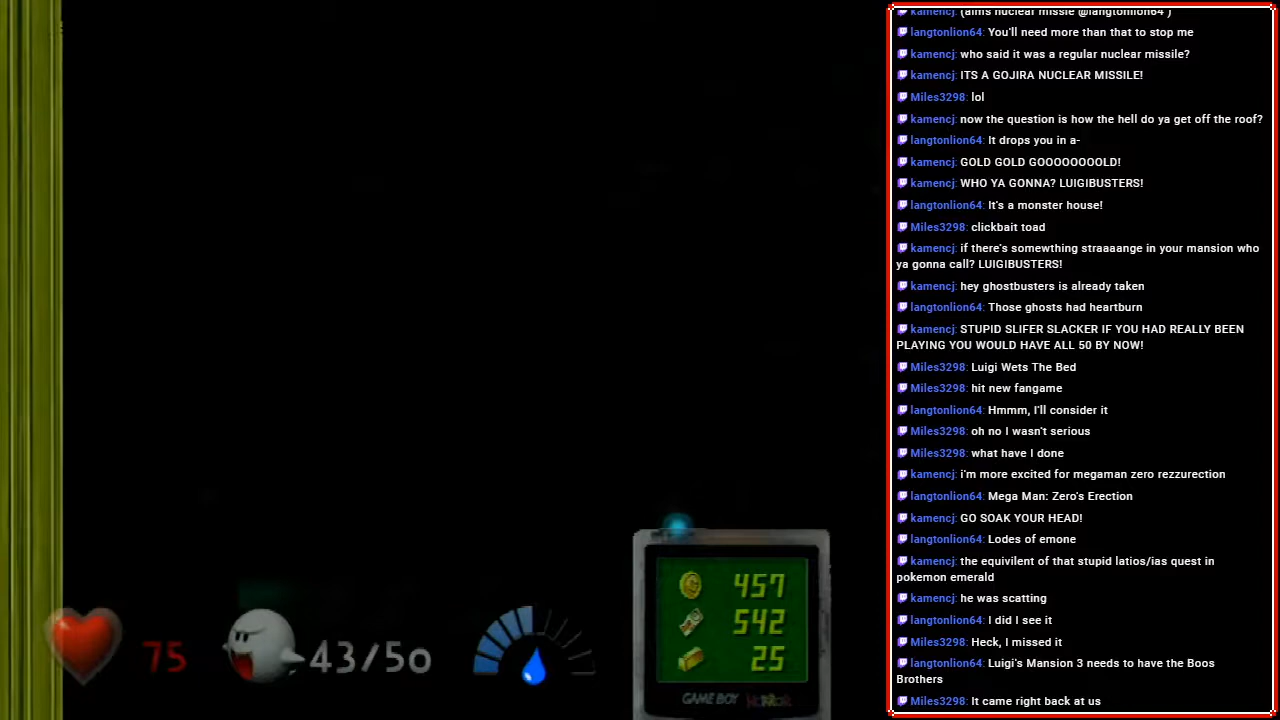 kamencj: (aims nuclear missle @langtonlion64 )
langtonlion64: You'll need more than that to stop me
kamencj: who said it was a regular nuclear missile?
kamencj: ITS A GOJIRA NUCLEAR MISSILE!
Miles3298: lol
kamencj: now the question is how the hell do ya get off the roof?
langtonlion64: It drops you in a-
kamencj: GOLD GOLD GOOOOOOOOLD!
kamencj: WHO YA GONNA? LUIGIBUSTERS!
langtonlion64: It's a monster house!
Miles3298: clickbait toad
kamencj: if there's somewthing straaaange in your mansion who
ya gonna call? LUIGIBUSTERS!
kamencj: hey ghostbusters is already taken
langtonlion64: Those ghosts had heartburn
kamencj: STUPID SLIFER SLACKER IF YOU HAD REALLY BEEN
PLAYING YOU WOULD HAVE ALL 50 BY NOW!
Miles3298: Luigi Wets The Bed
Miles3298: hit new fangame
langtonlion64: Hmmm, I'll consider it
Miles3298: oh no I wasn't serious
Miles3298: what have I done
kamencj: i'm more excited for megaman zero rezzurection
langtonlion64: Mega Man: Zero's Erection
kamencj: GO SOAK YOUR HEAD!
langtonlion64: Lodes of emone
kamencj: the equivilent of that stupid latios/ias quest in
pokemon emerald
kamencj: he was scatting
langtonlion64: I did I see it
Miles3298: Heck, I missed it
langtonlion64: Luigi's Mansion 3 needs to have the Boos
Brothers
Miles3298: It came right back at us
457
542
25
75
43/50
GAME BOY HORROR